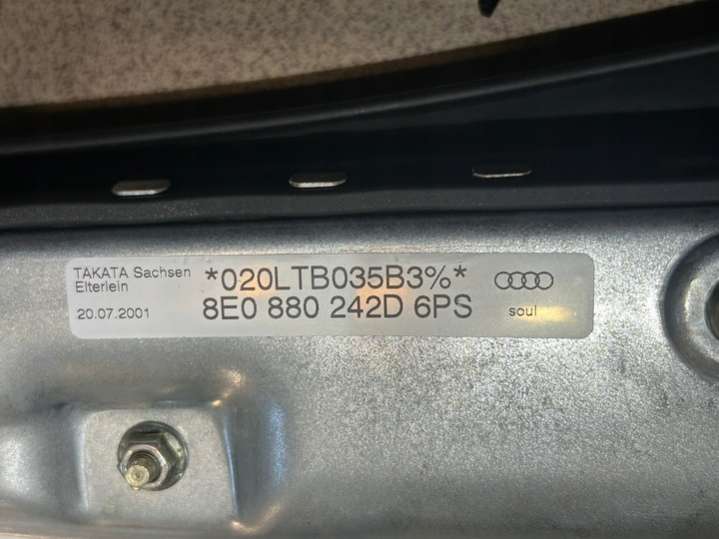 TAKATA Sachsen
Elterlein
20.07.2001
*020LTB035B3%*
8E0 880 242D 6PS
soul